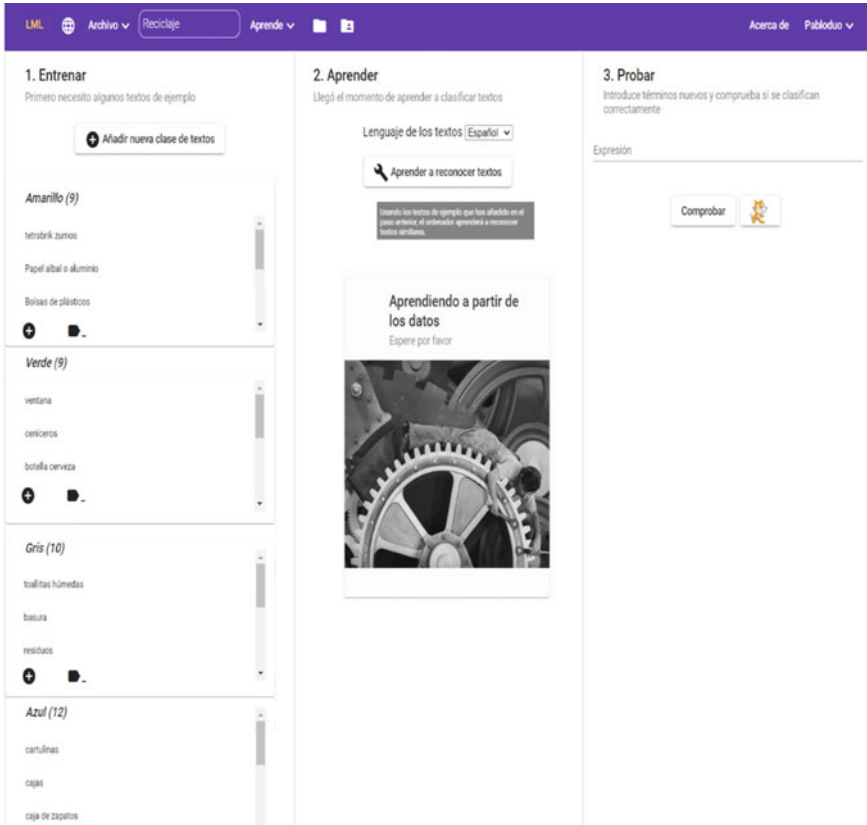 LML Archivo Reciclaje Aprende Acerca de Pabloduo
1. Entrenar
Primero necesito algunos textos de ejemplo
Añadir nueva clase de textos
Amarillo (9)
tetrabrik zumos
Papel albal o aluminio
Bolsas de plásticos
Verde (9)
ventana
ceniceros
botella cerveza
Gris (10)
toallitas húmedas
basura
residuos
Azul (12)
cartulinas
cajas
caja de zapatos
2. Aprender
Llegó el momento de aprender a clasificar textos
Lenguaje de los textos Español
Aprender a reconocer textos
Usando los textos de ejemplo que has añadido en el
paso anterior, el ordenador aprenderá a reconocer
textos similares.
Aprendiendo a partir de
los datos
Espere por favor
3. Probar
Introduce términos nuevos y comprueba si se clasifican
correctamente
Expresión
Comprobar